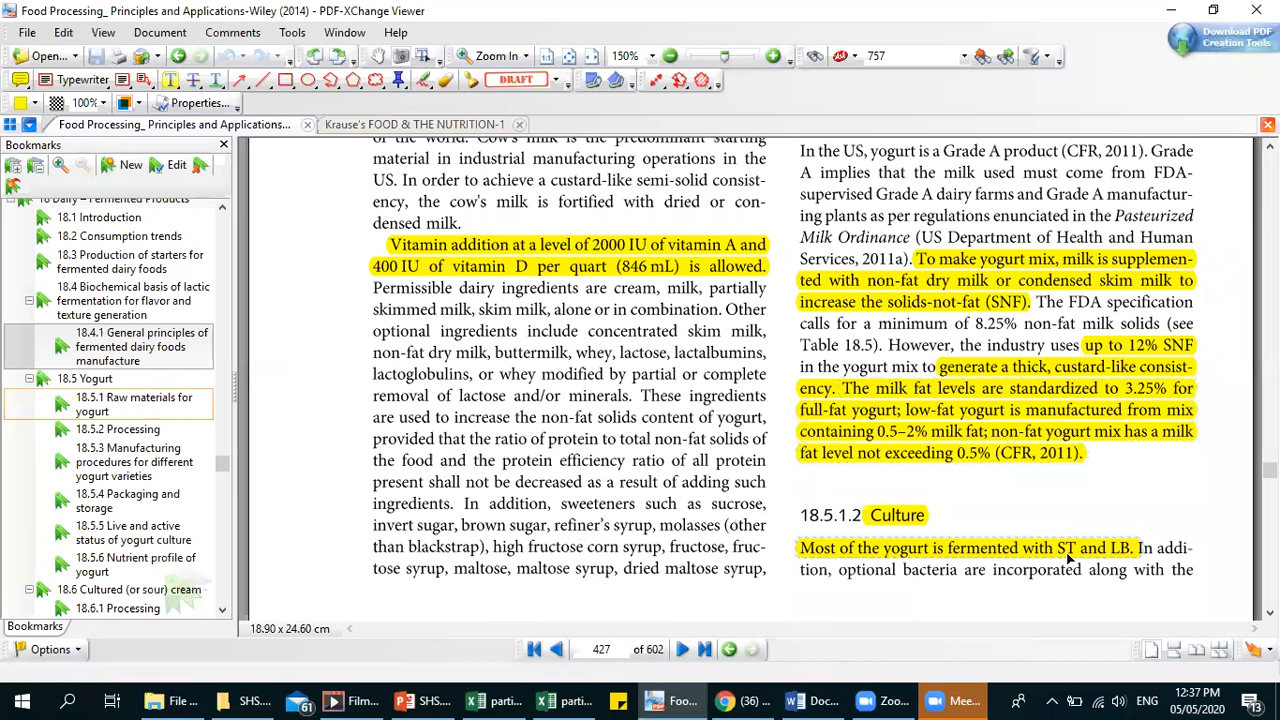 Food Processing_ Principles and Applications-Wiley (2014) - PDF-XChange Viewer
File Edit View Document Comments Tools Window Help
Download PDF
Creation Tools
Open... Zoom In 150% 757
Typewriter DRAFT
100% Properties...
Food Processing_ Principles and Applications... Krause's FOOD & THE NUTRITION-1
Bookmarks
New Edit
18 Dairy – Fermented Products
18.1 Introduction
18.2 Consumption trends
18.3 Production of starters for
fermented dairy foods
18.4 Biochemical basis of lactic
fermentation for flavor and
texture generation
18.4.1 General principles of
fermented dairy foods
manufacture
18.5 Yogurt
18.5.1 Raw materials for
yogurt
18.5.2 Processing
18.5.3 Manufacturing
procedures for different
yogurt varieties
18.5.4 Packaging and
storage
18.5.5 Live and active
status of yogurt culture
18.5.6 Nutrient profile of
yogurt
18.6 Cultured (or sour) cream
18.6.1 Processing
Bookmarks
of the world. Cow's milk is the predominant starting
material in industrial manufacturing operations in the
US. In order to achieve a custard-like semi-solid consist-
ency, the cow's milk is fortified with dried or con-
densed milk.
Vitamin addition at a level of 2000 IU of vitamin A and
400 IU of vitamin D per quart (846 mL) is allowed.
Permissible dairy ingredients are cream, milk, partially
skimmed milk, skim milk, alone or in combination. Other
optional ingredients include concentrated skim milk,
non-fat dry milk, buttermilk, whey, lactose, lactalbumins,
lactoglobulins, or whey modified by partial or complete
removal of lactose and/or minerals. These ingredients
are used to increase the non-fat solids content of yogurt,
provided that the ratio of protein to total non-fat solids of
the food and the protein efficiency ratio of all protein
present shall not be decreased as a result of adding such
ingredients. In addition, sweeteners such as sucrose,
invert sugar, brown sugar, refiner's syrup, molasses (other
than blackstrap), high fructose corn syrup, fructose, fruc-
tose syrup, maltose, maltose syrup, dried maltose syrup,
In the US, yogurt is a Grade A product (CFR, 2011). Grade
A implies that the milk used must come from FDA-
supervised Grade A dairy farms and Grade A manufactur-
ing plants as per regulations enunciated in the Pasteurized
Milk Ordinance (US Department of Health and Human
Services, 2011a). To make yogurt mix, milk is supplemen-
ted with non-fat dry milk or condensed skim milk to
increase the solids-not-fat (SNF). The FDA specification
calls for a minimum of 8.25% non-fat milk solids (see
Table 18.5). However, the industry uses up to 12% SNF
in the yogurt mix to generate a thick, custard-like consist-
ency. The milk fat levels are standardized to 3.25% for
full-fat yogurt; low-fat yogurt is manufactured from mix
containing 0.5–2% milk fat; non-fat yogurt mix has a milk
fat level not exceeding 0.5% (CFR, 2011).
18.5.1.2 Culture
Most of the yogurt is fermented with ST and LB. In addi-
tion, optional bacteria are incorporated along with the
18.90 x 24.60 cm
Options 427 of 602
File ... SHS... 61 Film... SHS.... parti... parti... Foo... (36) ... Doc... Zoo... Mee... ENG 12:37 PM
05/05/2020 13